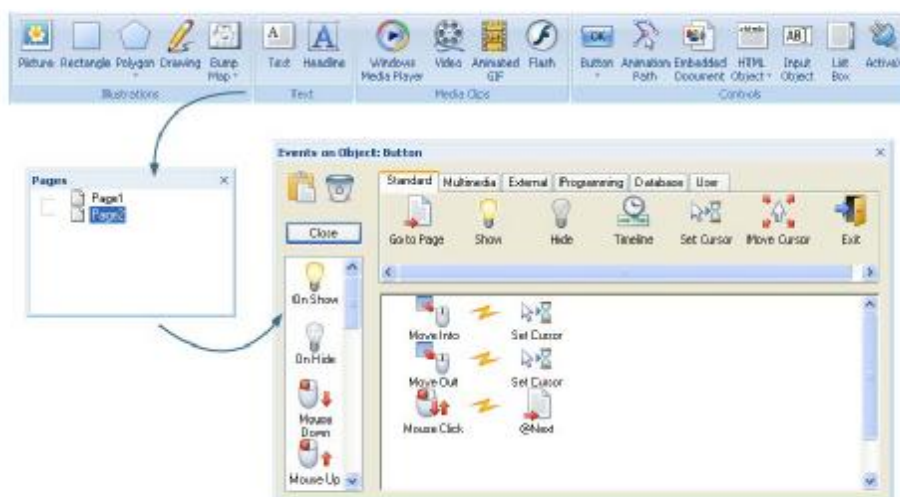 Picture Rectangle Polygon Drawing Bump Map
Text Headline
Windows Media Player Video Animated GIF Flash
Button Animation Path Embedded Document HTML Object Input Object List Box ActiveX
Illustrations Text Media Clips Controls
Pages
Page1
Page2
Events on Object: Button
Standard Multimedia External Programming Database User
Close
Go to Page Show Hide Timeline Set Cursor Move Cursor Exit
On Show
On Hide
Mouse Down
Mouse Up
Move Into Set Cursor
Move Out Set Cursor
Mouse Click @Next